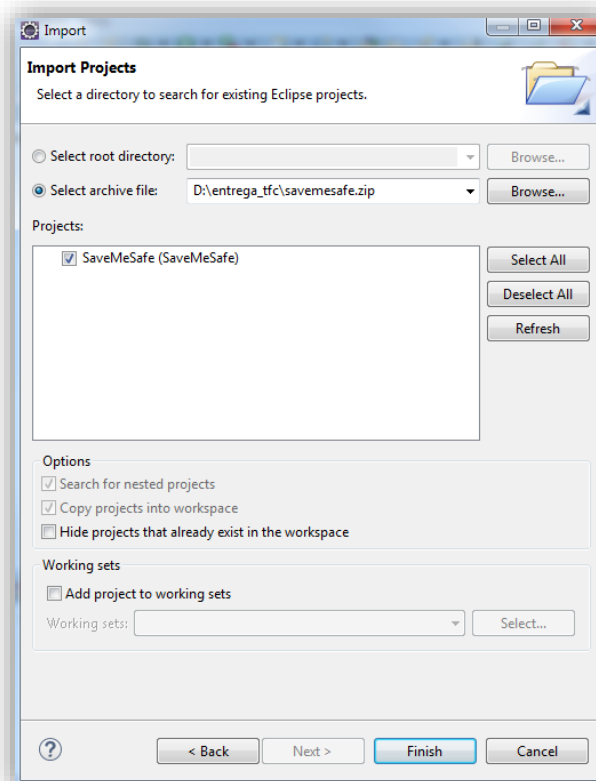 Import
Import Projects
Select a directory to search for existing Eclipse projects.
Select root directory:
Browse...
Select archive file:
D:\entrega_tfc\savemesafe.zip
Browse...
Projects:
SaveMeSafe (SaveMeSafe)
Select All
Deselect All
Refresh
Options
Search for nested projects
Copy projects into workspace
Hide projects that already exist in the workspace
Working sets
Add project to working sets
Working sets:
Select...
?
< Back
Next >
Finish
Cancel